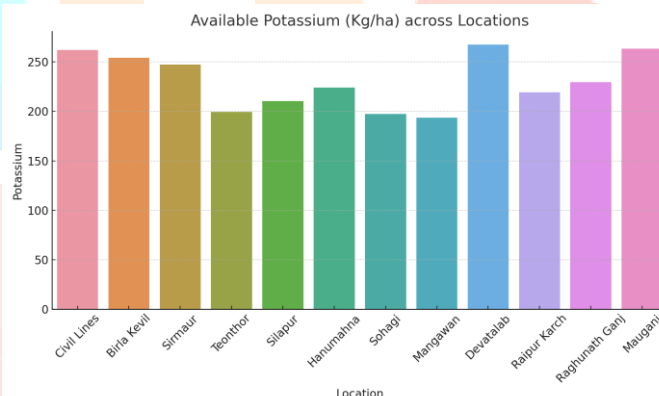 Available Potassium (Kg/ha) across Locations
Potassium
250
200
150
100
50
0
Civil Lines
Birla Kevil
Sirmaur
Teonthor
Silapur
Hanumahna
Sohagi
Mangawan
Devatalab
Raipur Karch
Raghunath Ganj
Maugani
Location